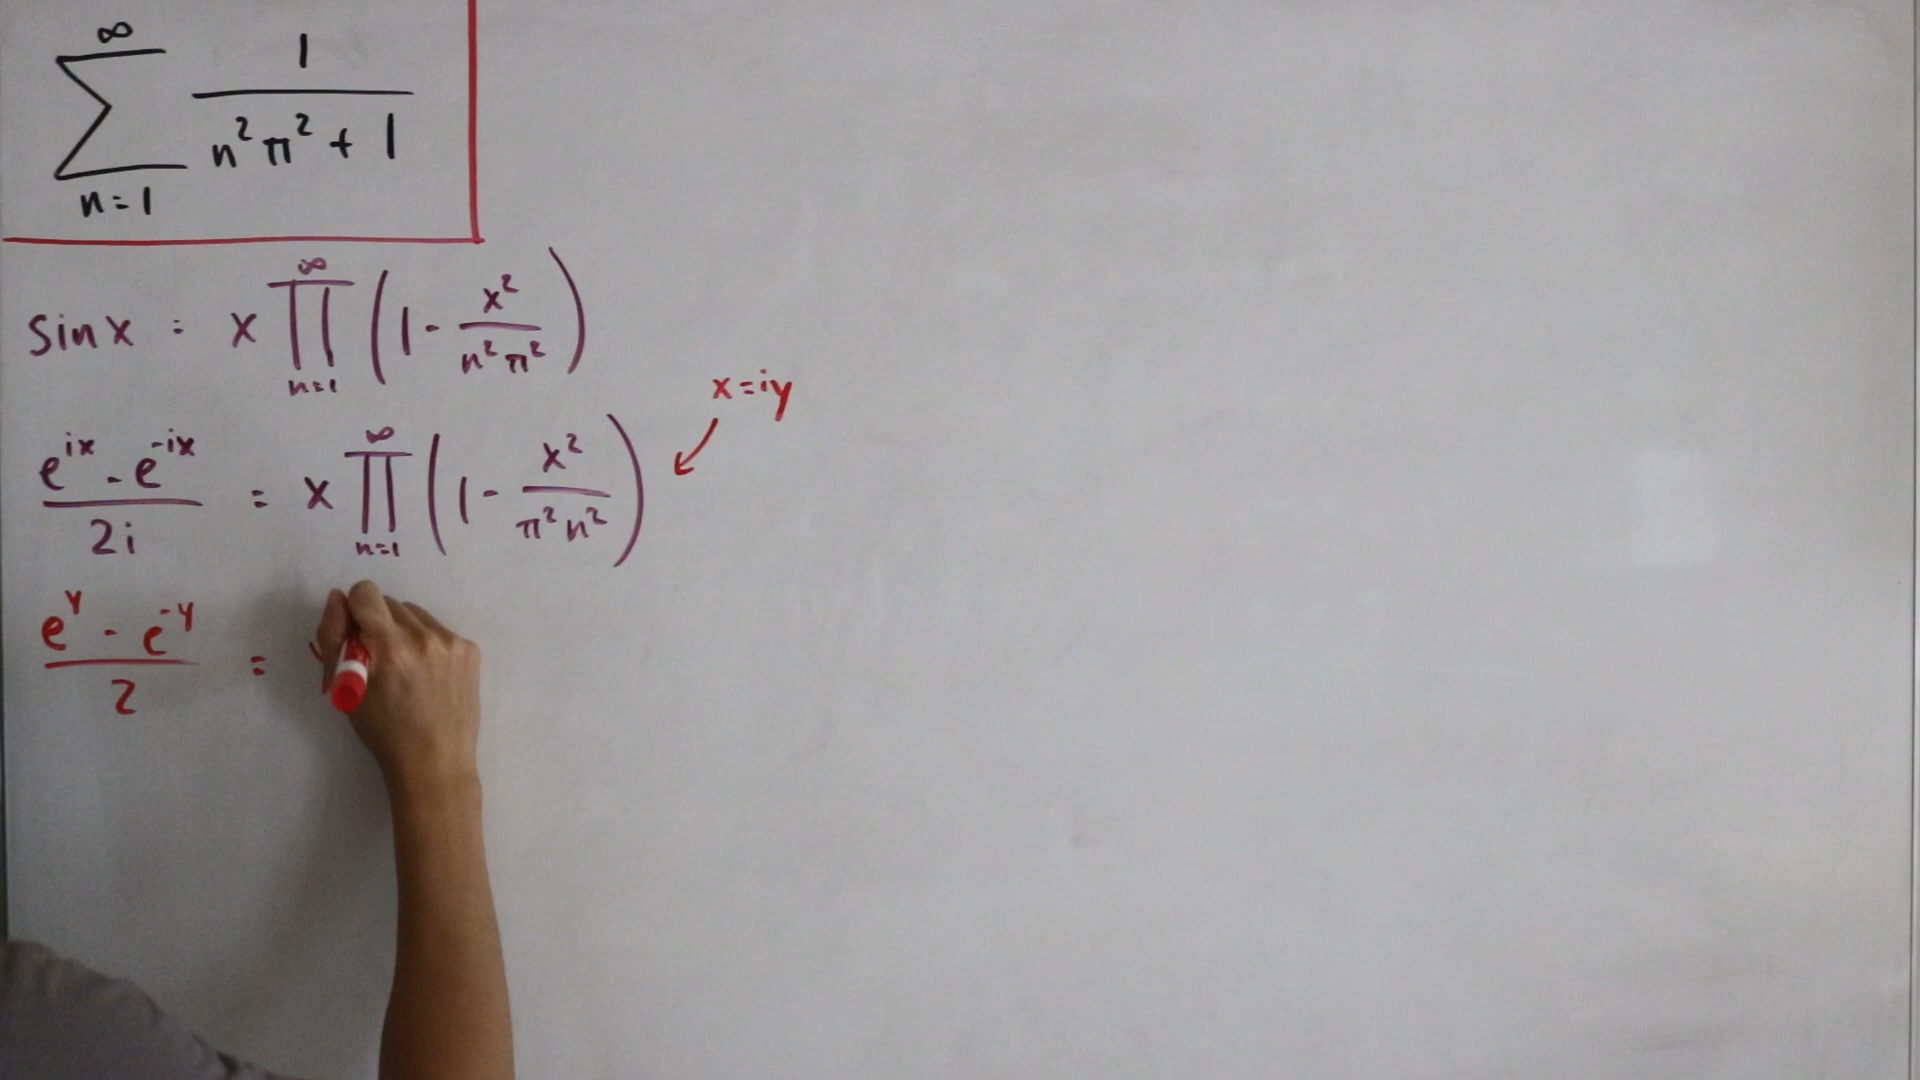 ∞
∑ 1 / (n²π² + 1)
n=1
sin x = x ∏_{n=1}^{∞} (1 - x² / (n²π²))
x=iy
(e^{ix} - e^{-ix}) / 2i = x ∏_{n=1}^{∞} (1 - x² / (π²n²))
(e^{y} - e^{-y}) / 2 =